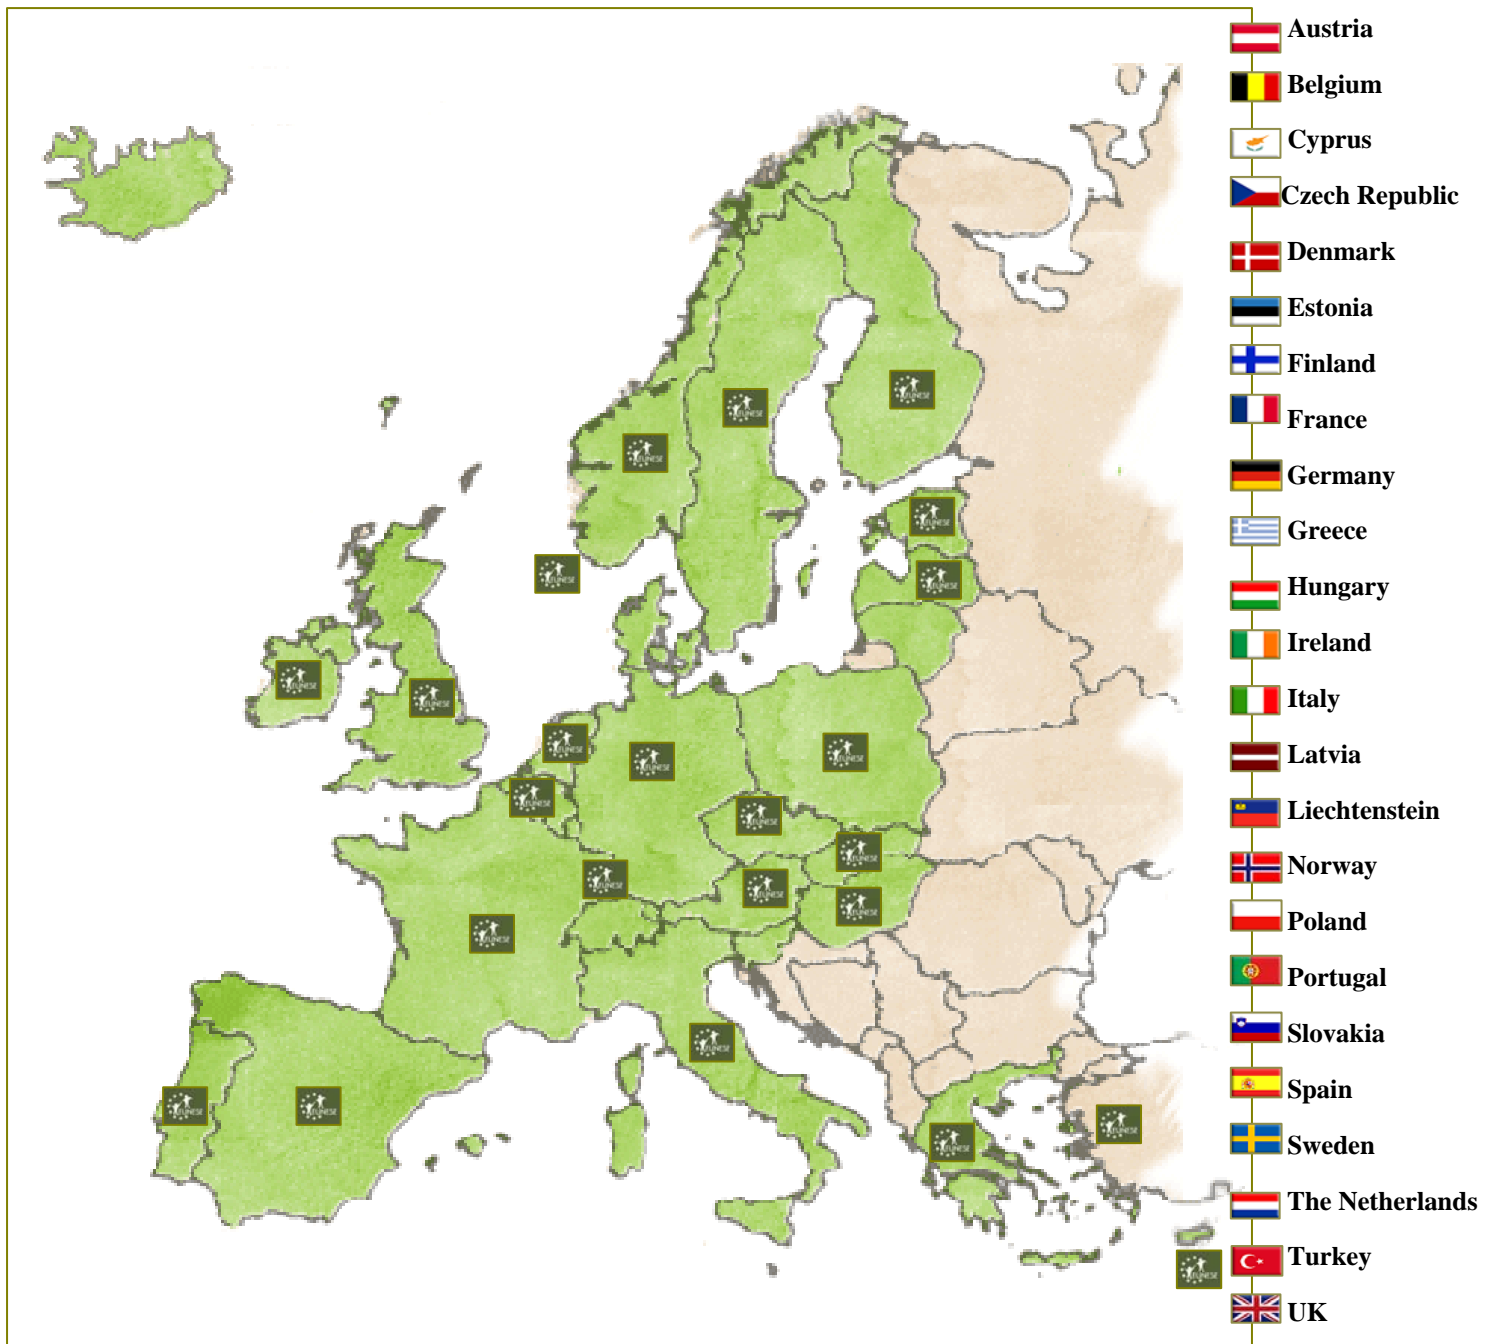 Austria
Belgium
Cyprus
Czech Republic
Denmark
Estonia
Finland
France
Germany
Greece
Hungary
Ireland
Italy
Latvia
Liechtenstein
Norway
Poland
Portugal
Slovakia
Spain
Sweden
The Netherlands
Turkey
UK